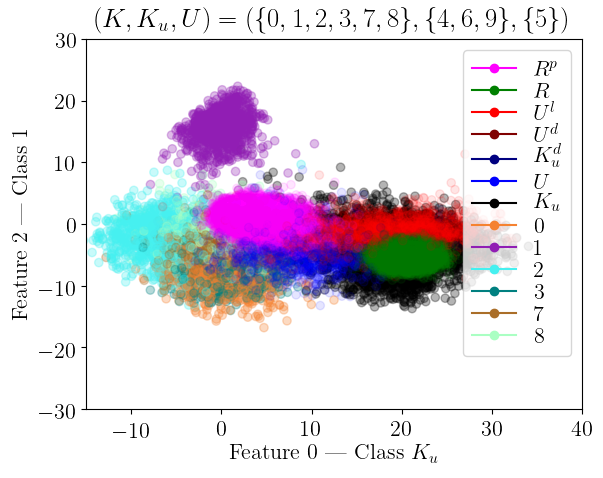 (K, K_u, U) = ({0, 1, 2, 3, 7, 8}, {4, 6, 9}, {5})
30
20
10
0
−10
−20
−30
Feature 2 — Class 1
R^p
R
U^l
U^d
K_u^d
U
K_u
0
1
2
3
7
8
−10 0 10 20 30 40
Feature 0 — Class K_u